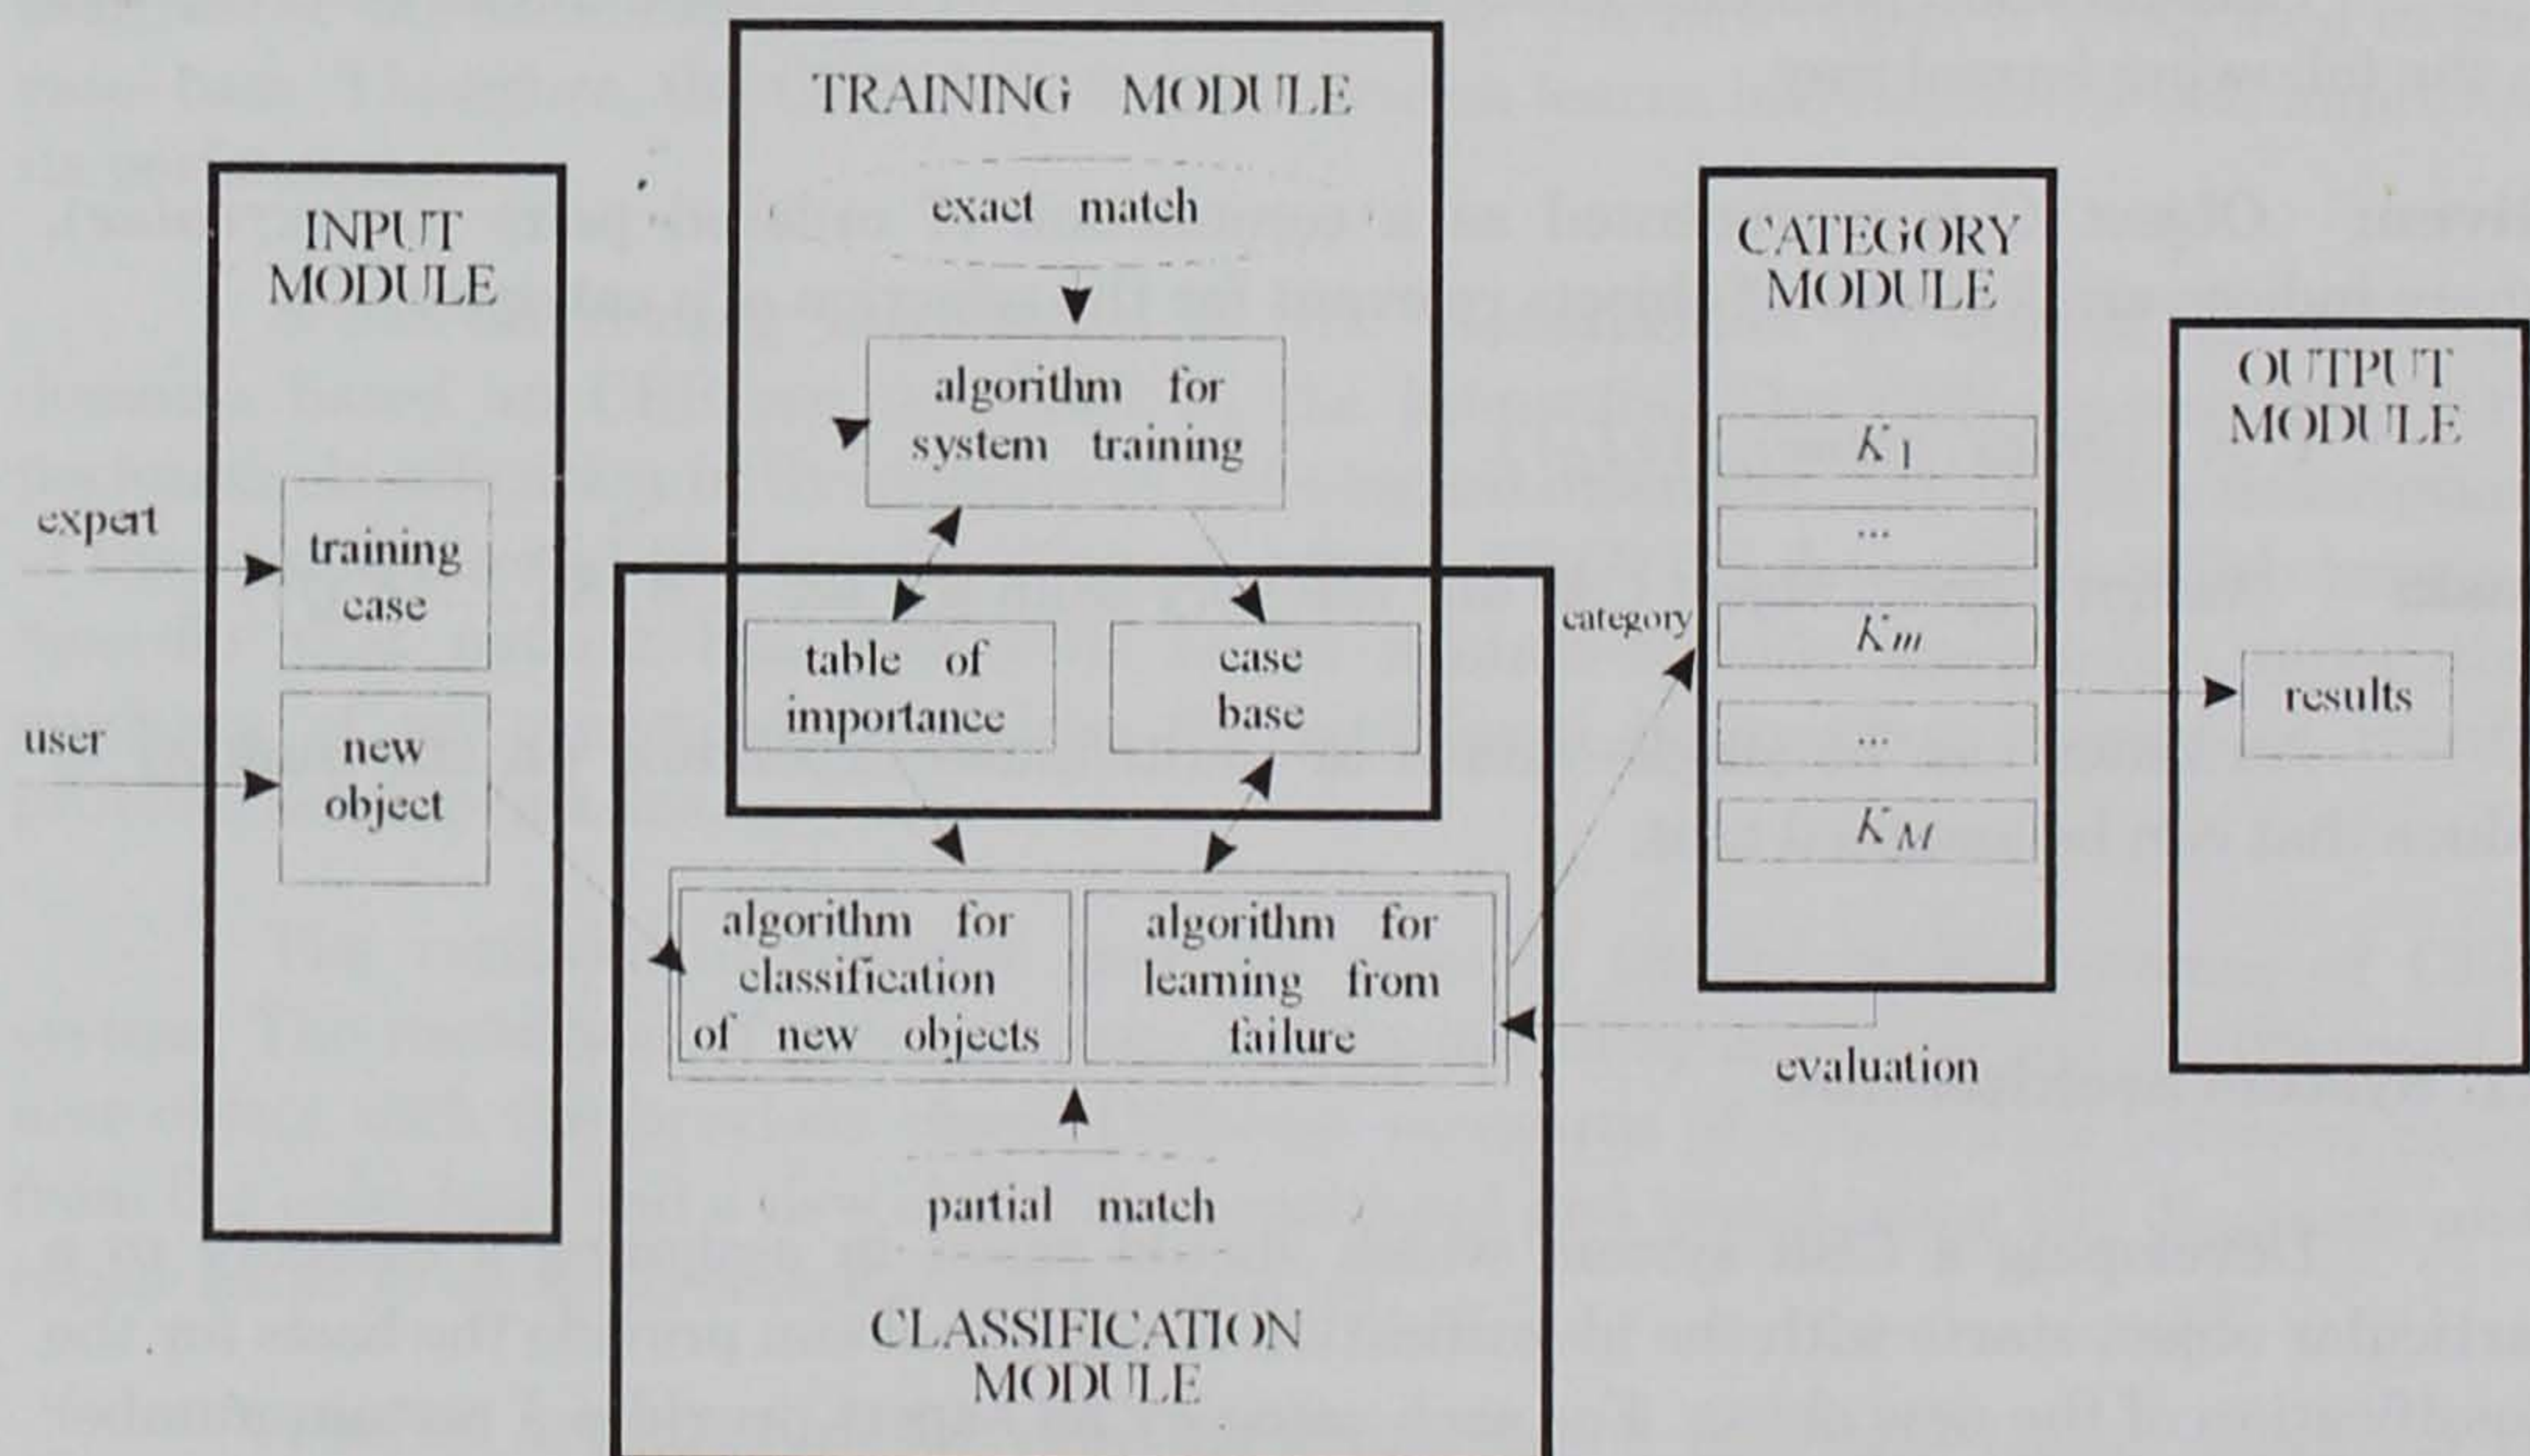 TRAINING MODULE
exact match
algorithm for
system training
INPUT
MODULE
expert
training
case
user
new
object
table of
importance
case
base
algorithm for
classification
of new objects
algorithm for
learning from
failure
partial match
CLASSIFICATION
MODULE
category
CATEGORY
MODULE
K1
...
Km
...
KM
evaluation
OUTPUT
MODULE
results